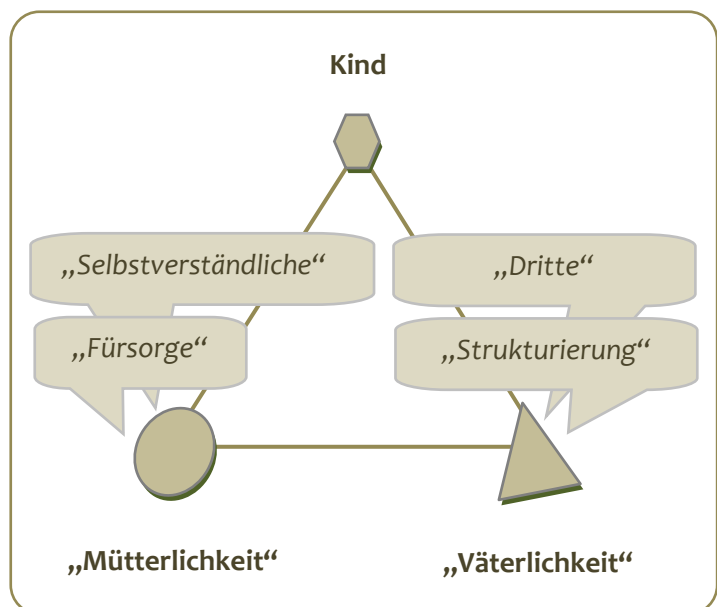 Kind
„Selbstverständliche“
„Dritte“
„Fürsorge“
„Strukturierung“
„Mütterlichkeit“
„Väterlichkeit“